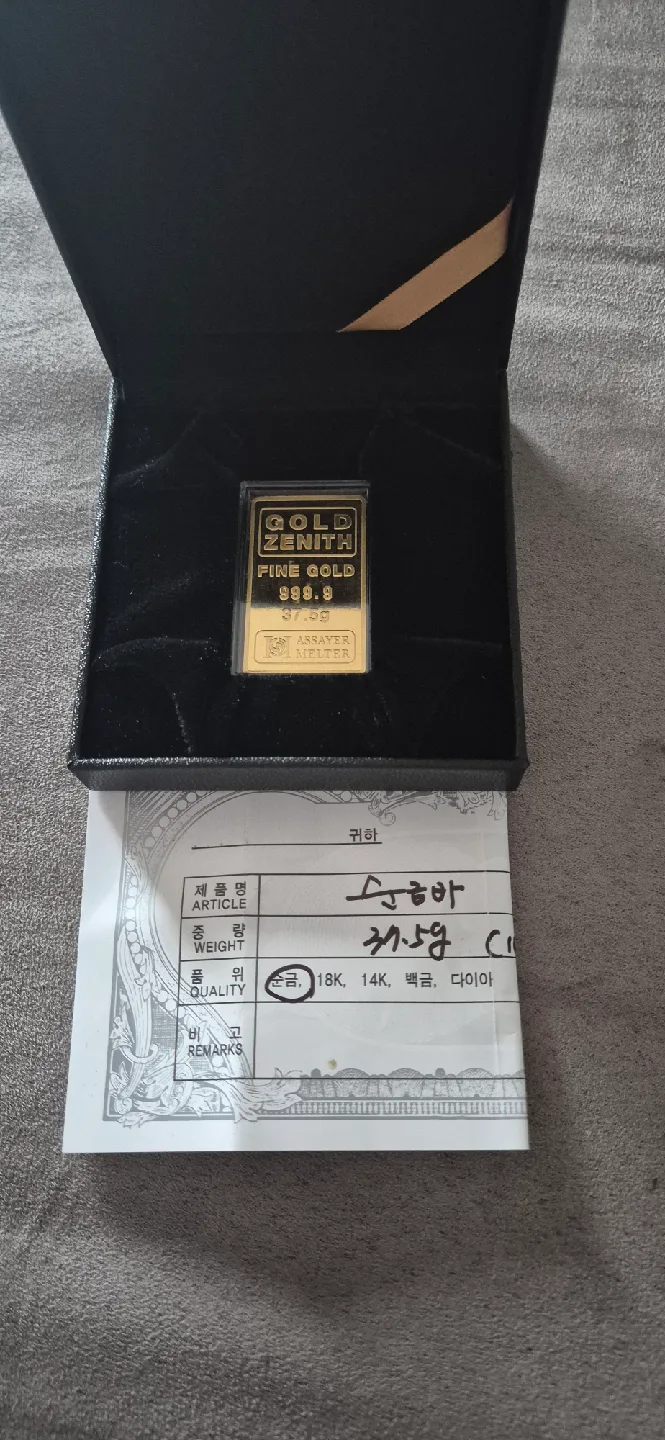 GOLD
ZENITH
FINE GOLD
999.9
37.5g
ASSAYER
MELTER
귀하
제 품 명 순금바
ARTICLE
중 량 37.5g (1
WEIGHT
품 위 순금, 18K, 14K, 백금, 다이아
QUALITY
비 고
REMARKS